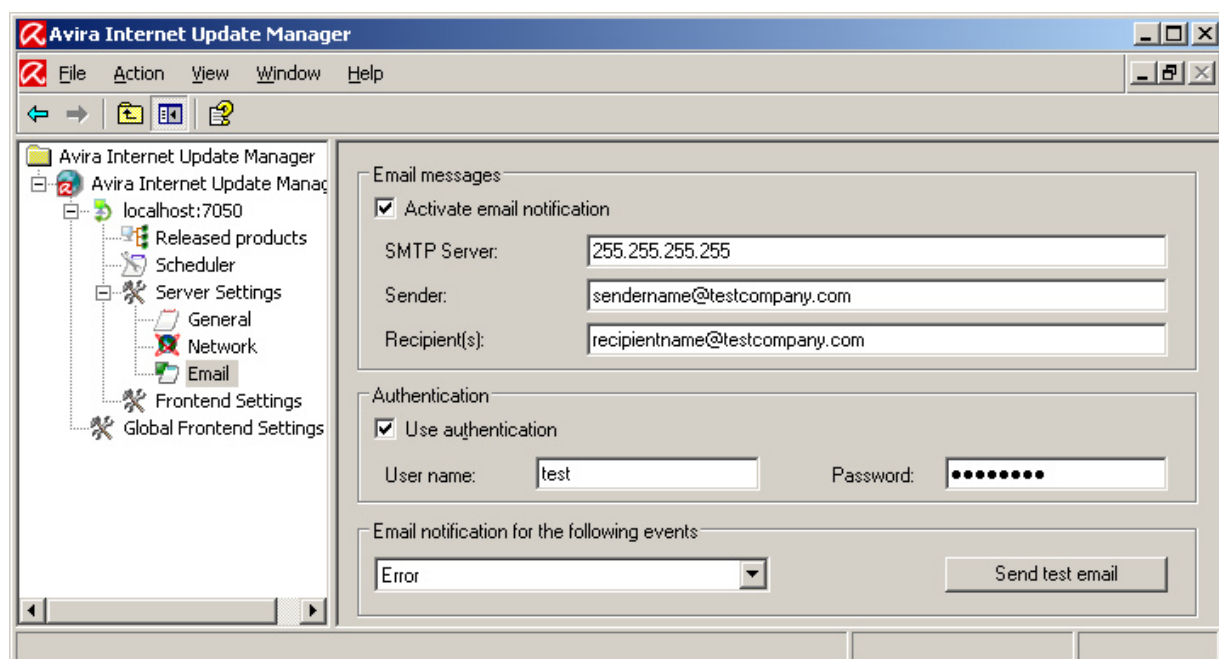 Avira Internet Update Manager
File Action View Window Help
Avira Internet Update Manager
Avira Internet Update Manag
localhost:7050
Released products
Scheduler
Server Settings
General
Network
Email
Frontend Settings
Global Frontend Settings
Email messages
Activate email notification
SMTP Server: 255.255.255.255
Sender: sendername@testcompany.com
Recipient(s): recipientname@testcompany.com
Authentication
Use authentication
User name: test Password: ●●●●●●●●
Email notification for the following events
Error Send test email